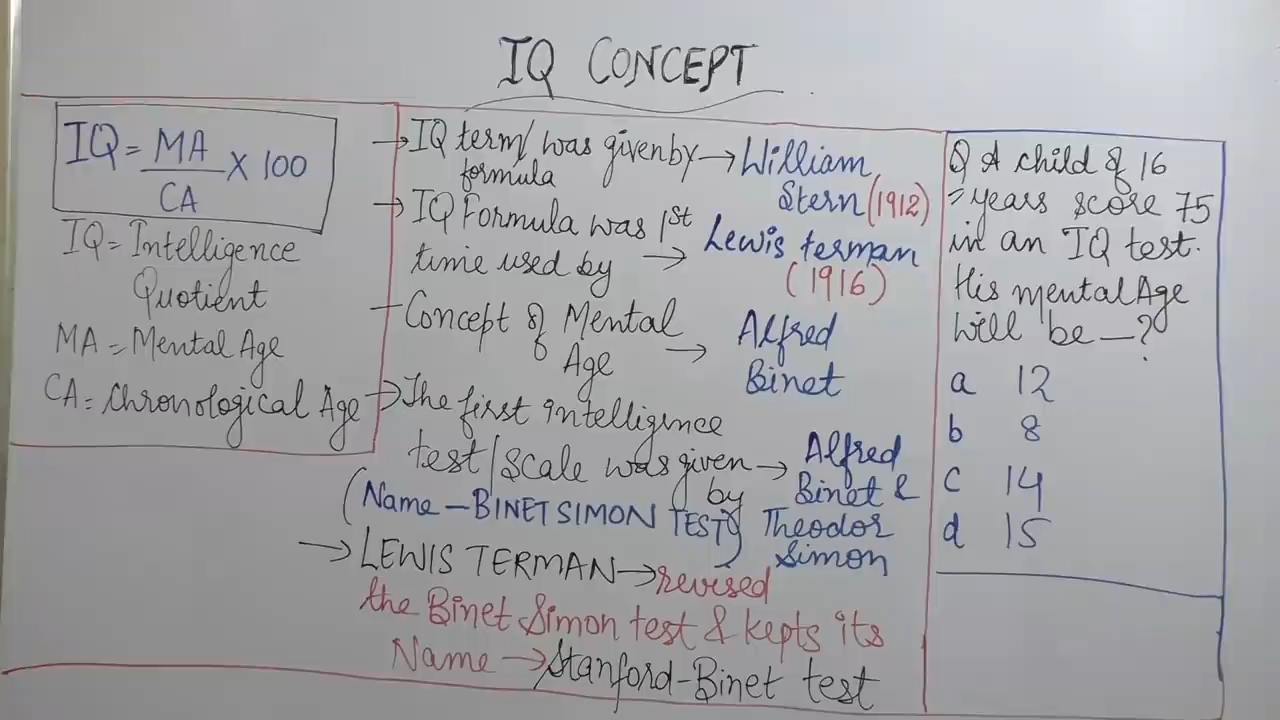 IQ CONCEPT
IQ = MA/CA X 100
IQ = Intelligence
Quotient
MA = Mental Age
CA = Chronological Age
→ IQ term/ was given by → William
formula
Stern (1912)
→ IQ Formula was 1st
time used by → Lewis terman
(1916)
→ Concept of Mental
Age → Alfred
Binet
→ The first intelligence
test/scale was given → Alfred
by Binet &
(Name - BINET SIMON TEST) Theodor
Simon
→ LEWIS TERMAN → revised
the Binet Simon test & kepts its
Name → Stanford-Binet test
Q A child of 16
years score 75
in an IQ test.
His mental Age
will be —?
a 12
b 8
c 14
d 15